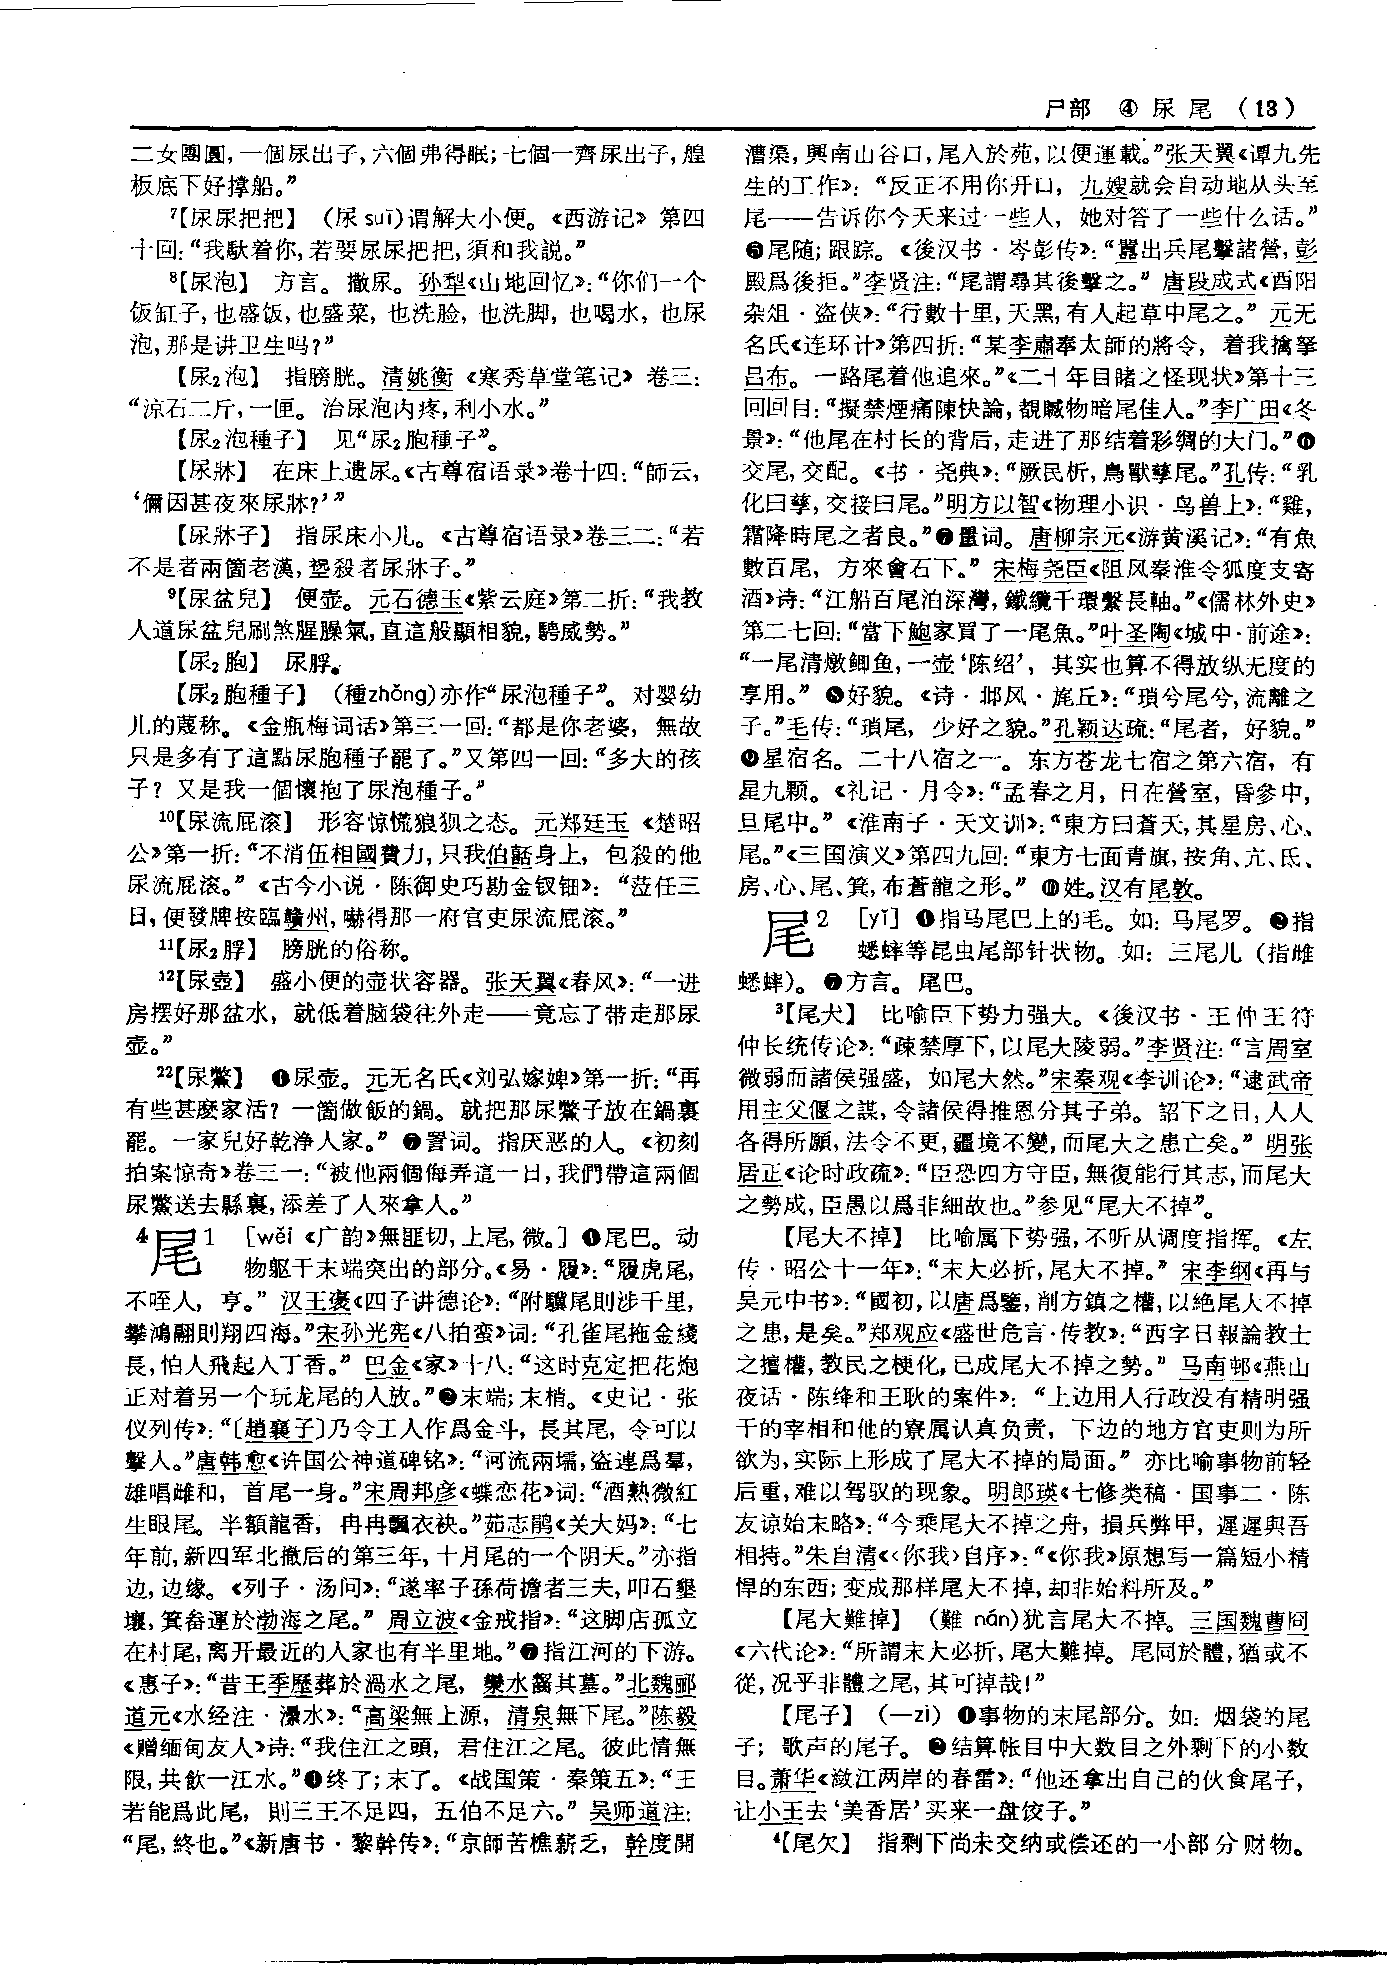 尸部　④　尿 尾　（13）
二女團圓，一個尿出子，六個弗得眠；七個一齊尿出子，艎
板底下好撑船。”
⁷【尿尿把把】（尿 suī）谓解大小便。《西游记》第四
十回：“我馱着你，若要尿尿把把，須和我說。”
⁸【尿泡】　方言。撒尿。孙犁《山地回忆》：“你们一个
饭缸子，也盛饭，也盛菜，也洗脸，也洗脚，也喝水，也尿
泡，那是讲卫生吗？”
【尿₂泡】　指膀胱。清姚衡《寒秀草堂笔记》卷三：
“凉石二斤，一匣。治尿泡内疼，利小水。”
【尿₂泡種子】　见“尿₂胞種子”。
【尿牀】　在床上遗尿。《古尊宿语录》卷十四：“師云，
‘儞因甚夜來尿牀？’”
【尿牀子】　指尿床小儿。《古尊宿语录》卷三二：“若
不是者兩箇老漢，埿殺者尿牀子。”
⁹【尿盆兒】　便壶。元石德玉《紫云庭》第二折：“我教
人道尿盆兒刷煞腥臊氣，直這般顯相貌，騁威勢。”
【尿₂胞】　尿脬。
【尿₂胞種子】（種zhǒng）亦作“尿泡種子”。对婴幼
儿的蔑称。《金瓶梅词话》第三一回：“都是你老婆，無故
只是多有了這點尿胞種子罷了。”又第四一回：“多大的孩
子？又是我一個懷抱了尿泡種子。”
¹⁰【尿流屁滚】　形容惊慌狼狈之态。元郑廷玉《楚昭
公》第一折：“不消伍相國費力，只我伯嚭身上，包殺的他
尿流屁滚。”《古今小说·陈御史巧勘金钗钿》：“莅任三
日，便發牌按臨贛州，嚇得那一府官吏尿流屁滚。”
¹¹【尿₂脬】　膀胱的俗称。
¹²【尿壺】　盛小便的壶状容器。张天翼《春风》：“一进
房摆好那盆水，就低着脑袋往外走——竟忘了带走那尿
壶。”
²²【尿鱉】　❶尿壶。元无名氏《刘弘嫁婢》第一折：“再
有些甚麽家活？一箇做飯的鍋。就把那尿鱉子放在鍋裏
罷。一家兒好乾浄人家。”❷詈词。指厌恶的人。《初刻
拍案惊奇》卷三一：“被他兩個侮弄這一日，我們帶這兩個
尿鱉送去縣裏，添差了人來拿人。”
⁴尾1　［wěi《广韵》無匪切，上尾，微。］❶尾巴。动
物躯干末端突出的部分。《易·履》：“履虎尾，
不咥人，亨。”汉王褒《四子讲德论》：“附驥尾則涉千里，
攀鴻翮則翔四海。”宋孙光宪《八拍蛮》词：“孔雀尾拖金綫
長，怕人飛起入丁香。”巴金《家》十八：“这时克定把花炮
正对着另一个玩龙尾的人放。”❷末端；末梢。《史记·张
仪列传》：“〔趙襄子〕乃令工人作爲金斗，長其尾，令可以
擊人。”唐韩愈《许国公神道碑铭》：“河流兩壖，盗連爲羣，
雄唱雌和，首尾一身。”宋周邦彦《蝶恋花》词：“酒熟微紅
生眼尾。半額龍香，冉冉飄衣袂。”茹志鹃《关大妈》：“七
年前，新四军北撤后的第三年，十月尾的一个阴天。”亦指
边，边缘。《列子·汤问》：“遂率子孫荷擔者三夫，叩石墾
壤，箕畚運於渤海之尾。”周立波《金戒指》：“这脚店孤立
在村尾，离开最近的人家也有半里地。”❸指江河的下游。
《惠子》：“昔王季歷葬於渦水之尾，欒水齧其墓。”北魏郦
道元《水经注·㶟水》：“高梁無上源，清泉無下尾。”陈毅
《赠缅甸友人》诗：“我住江之頭，君住江之尾。彼此情無
限，共飲一江水。”❹终了；末了。《战国策·秦策五》：“王
若能爲此尾，則三王不足四，五伯不足六。”吴师道注：
“尾，終也。”《新唐书·黎幹传》：“京師苦樵薪乏，幹度開
漕渠，興南山谷口，尾入於苑，以便運載。”张天翼《谭九先
生的工作》：“反正不用你开口，九嫂就会自动地从头至
尾——告诉你今天来过一些人，她对答了一些什么话。”
❺尾随；跟踪。《後汉书·岑彭传》：“囂出兵尾擊諸營，彭
殿爲後拒。”李贤注：“尾謂尋其後擊之。”唐段成式《酉阳
杂俎·盗侠》：“行數十里，天黑，有人起草中尾之。”元无
名氏《连环计》第四折：“某李肅奉太師的將令，着我擒拏
吕布。一路尾着他追來。”《二十年目睹之怪现状》第十三
回回目：“擬禁煙痛陳快論，覩贓物暗尾佳人。”李广田《冬
景》：“他尾在村长的背后，走进了那结着彩绸的大门。”❻
交尾，交配。《书·尧典》：“厥民析，鳥獸孳尾。”孔传：“乳
化曰孳，交接曰尾。”明方以智《物理小识·鸟兽上》：“雞，
霜降時尾之者良。”❼量词。唐柳宗元《游黄溪记》：“有魚
數百尾，方來會石下。”宋梅尧臣《阻风秦淮令狐度支寄
酒》诗：“江船百尾泊深灣，鐵纜千環繫長軸。”《儒林外史》
第二七回：“當下鮑家買了一尾魚。”叶圣陶《城中·前途》：
“一尾清燉鲫鱼，一壶‘陈绍’，其实也算不得放纵无度的
享用。”❽好貌。《诗·邶风·旄丘》：“瑣兮尾兮，流離之
子。”毛传：“瑣尾，少好之貌。”孔颖达疏：“尾者，好貌。”
❾星宿名。二十八宿之一。东方苍龙七宿之第六宿，有
星九颗。《礼记·月令》：“孟春之月，日在營室，昏參中，
旦尾中。”《淮南子·天文训》：“東方曰蒼天，其星房、心、
尾。”《三国演义》第四九回：“東方七面青旗，按角、亢、氐、
房、心、尾、箕，布蒼龍之形。”❿姓。汉有尾敦。
尾2　［yǐ］❶指马尾巴上的毛。如：马尾罗。❷指
蟋蟀等昆虫尾部针状物。如：三尾儿（指雌
蟋蟀）。❸方言。尾巴。
³【尾大】　比喻臣下势力强大。《後汉书·王仲王符
仲长统传论》：“疎禁厚下，以尾大陵弱。”李贤注：“言周室
微弱而諸侯强盛，如尾大然。”宋秦观《李训论》：“逮武帝
用主父偃之謀，令諸侯得推恩分其子弟。詔下之日，人人
各得所願，法令不更，疆境不變，而尾大之患亡矣。”明张
居正《论时政疏》：“臣恐四方守臣，無復能行其志，而尾大
之勢成，臣愚以爲非細故也。”参见“尾大不掉”。
【尾大不掉】　比喻属下势强，不听从调度指挥。《左
传·昭公十一年》：“末大必折，尾大不掉。”宋李纲《再与
吴元中书》：“國初，以唐爲鑒，削方鎮之權，以絶尾大不掉
之患，是矣。”郑观应《盛世危言·传教》：“西字日報論教士
之擅權，教民之梗化，已成尾大不掉之勢。”马南邨《燕山
夜话·陈绛和王耿的案件》：“上边用人行政没有精明强
干的宰相和他的寮属认真负责，下边的地方官吏则为所
欲为，实际上形成了尾大不掉的局面。”亦比喻事物前轻
后重，难以驾驭的现象。明郎瑛《七修类稿·国事二·陈
友谅始末略》：“今乘尾大不掉之舟，損兵弊甲，遲遲與吾
相持。”朱自清《〈你我〉自序》：“《你我》原想写一篇短小精
悍的东西；变成那样尾大不掉，却非始料所及。”
【尾大難掉】（難 nán）犹言尾大不掉。三国魏曹冏
《六代论》：“所謂末大必折，尾大難掉。尾同於體，猶或不
從，况乎非體之尾，其可掉哉！”
【尾子】（—zi）❶事物的末尾部分。如：烟袋的尾
子；歌声的尾子。❷结算帐目中大数目之外剩下的小数
目。萧华《潋江两岸的春雷》：“他还拿出自己的伙食尾子，
让小王去‘美香居’买来一盘饺子。”
⁴【尾欠】　指剩下尚未交纳或偿还的一小部分财物。